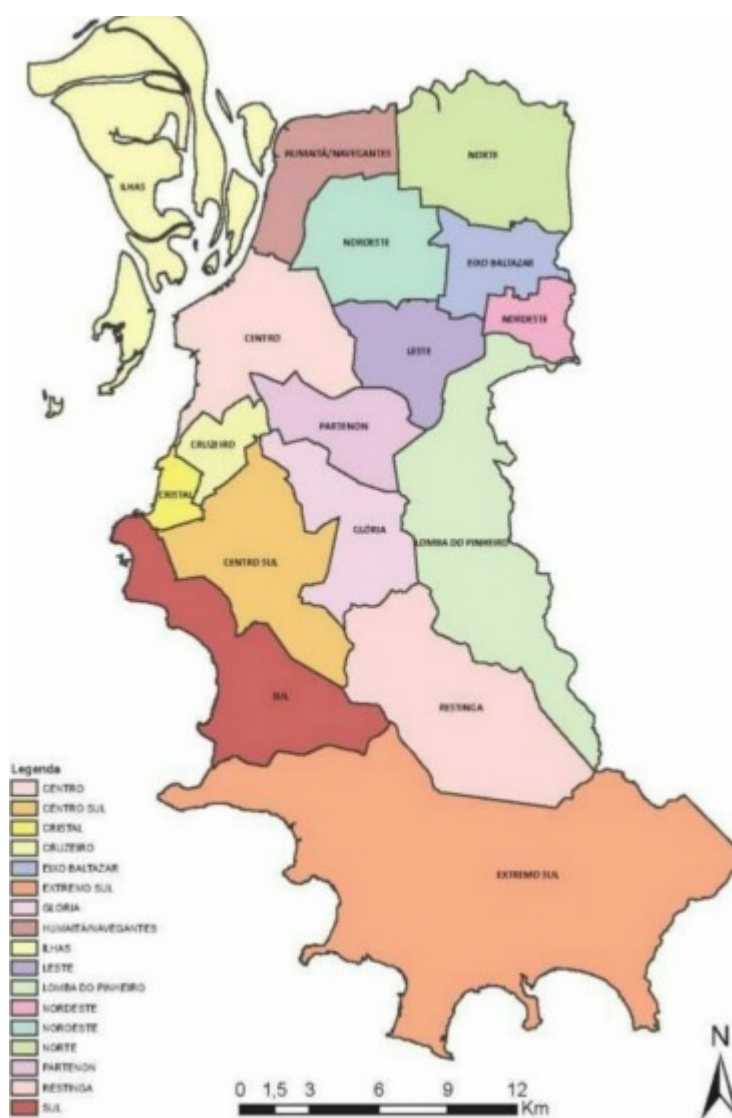 HUMAITÁ/NAVEGANTES
NORTE
ILHAS
NOROESTE
EIXO BALTAZAR
NORDESTE
CENTRO
LESTE
PARTENON
CRUZEIRO
CRISTAL
GLÓRIA
LOMBA DO PINHEIRO
CENTRO SUL
SUL
RESTINGA
EXTREMO SUL
Legenda
CENTRO
CENTRO SUL
CRISTAL
CRUZEIRO
EIXO BALTAZAR
EXTREMO SUL
GLÓRIA
HUMAITÁ/NAVEGANTES
ILHAS
LESTE
LOMBA DO PINHEIRO
NORDESTE
NOROESTE
NORTE
PARTENON
RESTINGA
SUL
N
0 1,5 3 6 9 12
Km